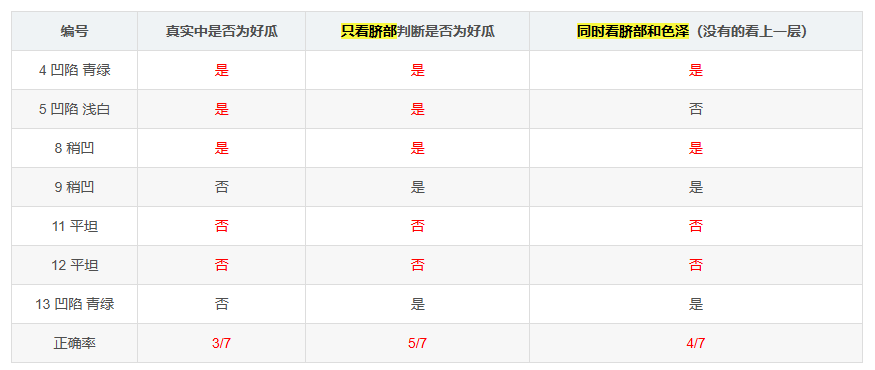 编号 真实中是否为好瓜 只看脐部判断是否为好瓜 同时看脐部和色泽（没有的看上一层）
4 凹陷 青绿 是 是 是
5 凹陷 浅白 是 是 否
8 稍凹 是 是 是
9 稍凹 否 是 是
11 平坦 否 否 否
12 平坦 否 否 否
13 凹陷 青绿 否 是 是
正确率 3/7 5/7 4/7